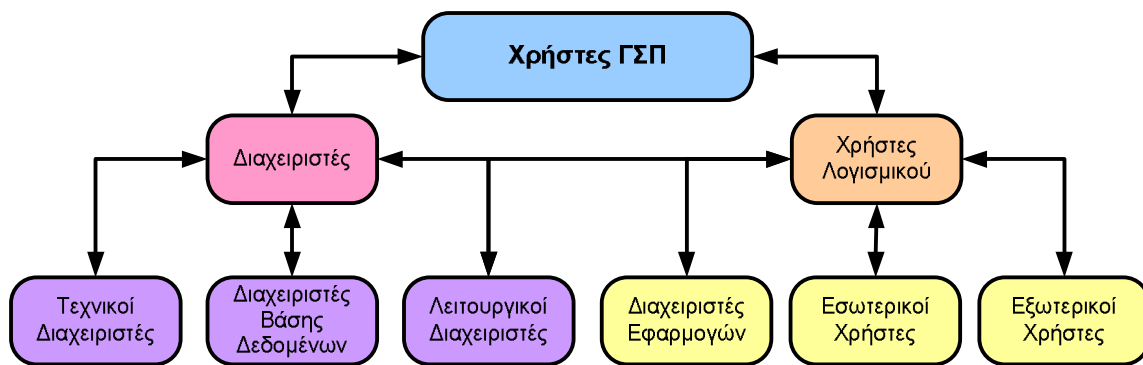 Χρήστες ΓΣΠ
Διαχειριστές
Χρήστες
Λογισμικού
Τεχνικοί
Διαχειριστές
Διαχειριστές
Βάσης
Δεδομένων
Λειτουργικοί
Διαχειριστές
Διαχειριστές
Εφαρμογών
Εσωτερικοί
Χρήστες
Εξωτερικοί
Χρήστες